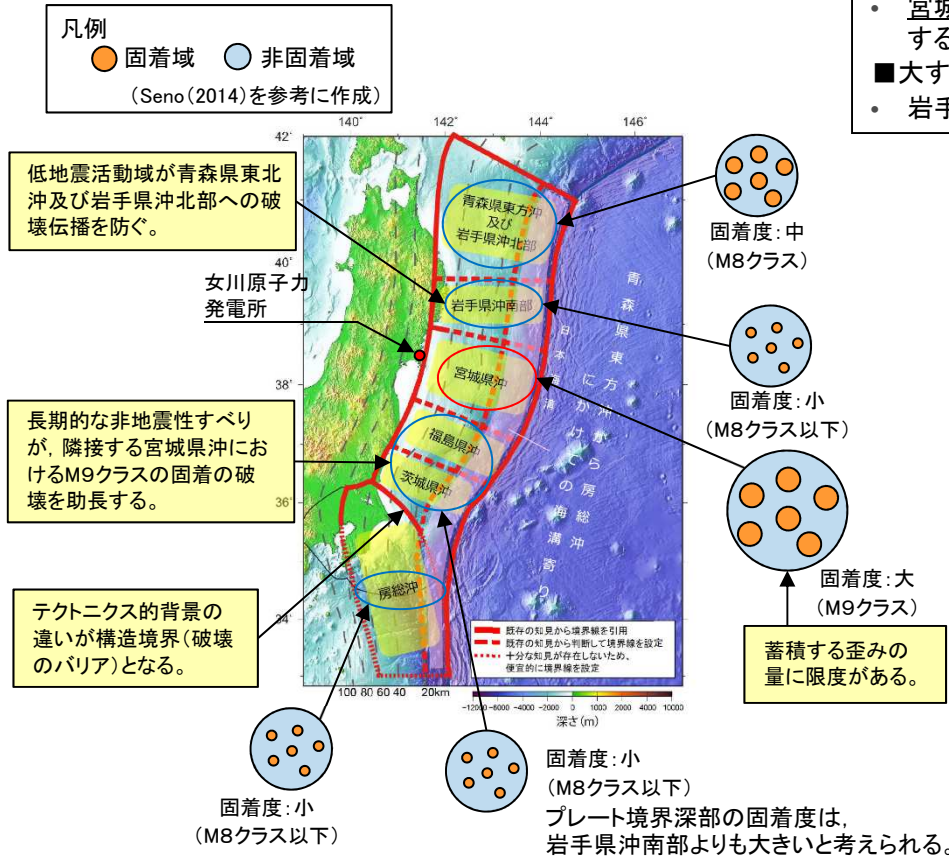 凡例
固着域 非固着域
（Seno（2014）を参考に作成）
・ 宮城
する
■大す
・ 岩手
140˚ 142˚ 144˚ 146˚
42˚
40˚
38˚
36˚
34˚
低地震活動域が青森県東北
沖及び岩手県沖北部への破
壊伝播を防ぐ。
女川原子力
発電所
長期的な非地震性すべり
が，隣接する宮城県沖にお
けるM9クラスの固着の破
壊を助長する。
テクトニクス的背景の
違いが構造境界（破壊
のバリア）となる。
青森県東方沖
及び
岩手県沖北部
岩手県沖南部
宮城県沖
福島県沖
茨城県沖
房総沖
日本海溝
青森県東方沖から房総沖
にかけての海溝寄り
固着度：中
（M8クラス）
固着度：小
（M8クラス以下）
固着度：大
（M9クラス）
蓄積する歪みの
量に限度がある。
既存の知見から境界線を引用
既存の知見から判断して境界線を設定
十分な知見が存在しないため、
便宜的に境界線を設定
100 80 60 40 20km
-12000 -8000 -4000 -2000 0 1000 2000 4000 10000
深さ（m）
固着度：小
（M8クラス以下）
固着度：小
（M8クラス以下）
プレート境界深部の固着度は，
岩手県沖南部よりも大きいと考えられる。